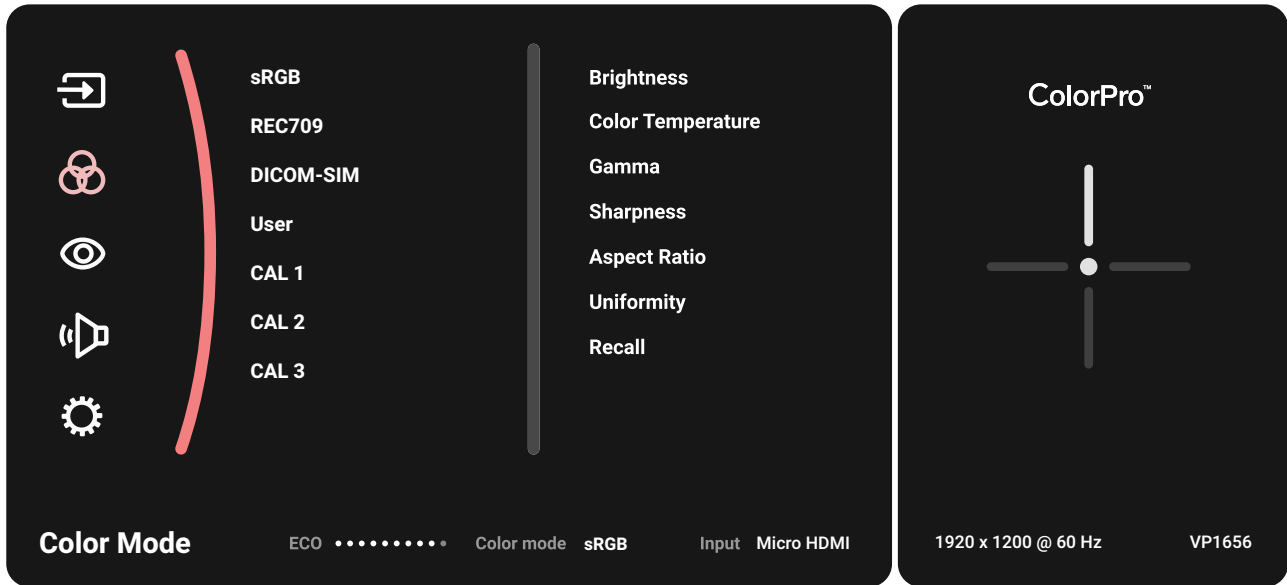 sRGB
REC709
DICOM-SIM
User
CAL 1
CAL 2
CAL 3
Brightness
Color Temperature
Gamma
Sharpness
Aspect Ratio
Uniformity
Recall
Color Mode
ECO
Color mode sRGB
Input Micro HDMI
ColorPro™
1920 x 1200 @ 60 Hz
VP1656